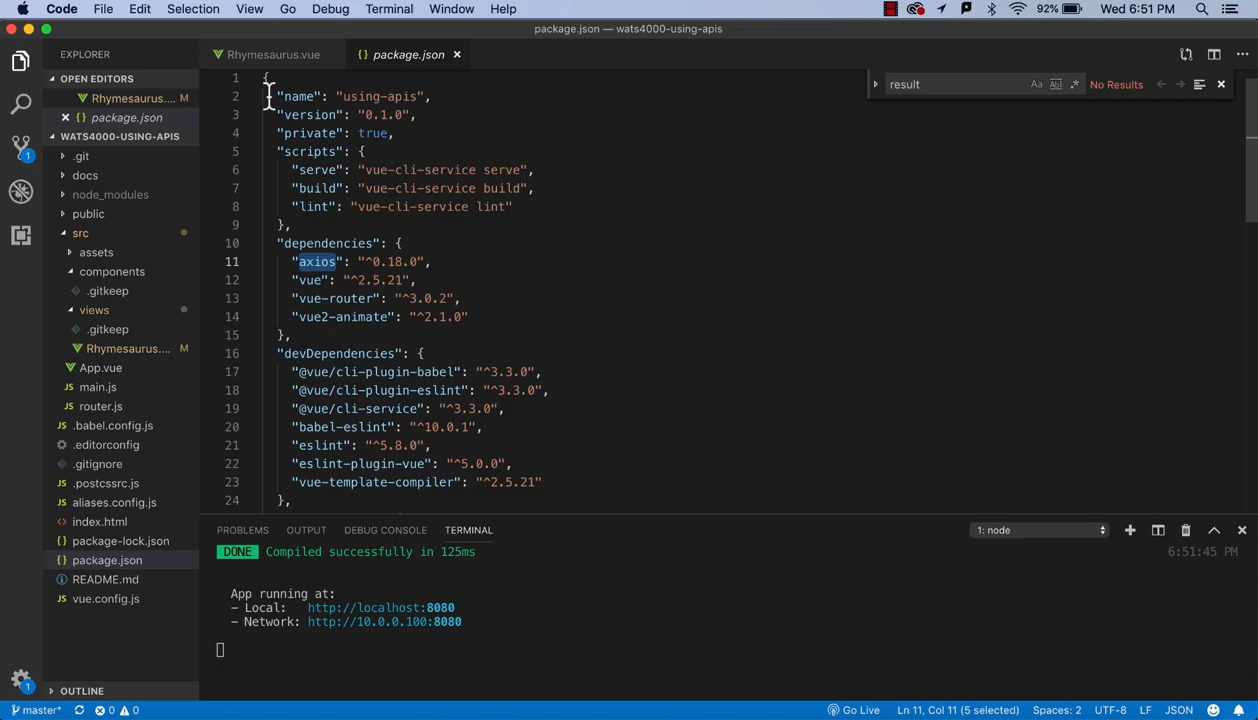 Code File Edit Selection View Go Debug Terminal Window Help 92% Wed 6:51 PM
package.json — wats4000-using-apis
EXPLORER
OPEN EDITORS
Rhymesaurus.... M
package.json
WATS4000-USING-APIS
.git
docs
node_modules
public
src
assets
components
.gitkeep
views
.gitkeep
Rhymesaurus.... M
App.vue
JS main.js
JS router.js
.babel.config.js
.editorconfig
.gitignore
JS .postcssrc.js
JS aliases.config.js
<> index.html
{} package-lock.json
{} package.json
README.md
JS vue.config.js
OUTLINE
Rhymesaurus.vue
{} package.json
result Aa Abl .* No Results
1 {
2 "name": "using-apis",
3 "version": "0.1.0",
4 "private": true,
5 "scripts": {
6 "serve": "vue-cli-service serve",
7 "build": "vue-cli-service build",
8 "lint": "vue-cli-service lint"
9 },
10 "dependencies": {
11 "axios": "^0.18.0",
12 "vue": "^2.5.21",
13 "vue-router": "^3.0.2",
14 "vue2-animate": "^2.1.0"
15 },
16 "devDependencies": {
17 "@vue/cli-plugin-babel": "^3.3.0",
18 "@vue/cli-plugin-eslint": "^3.3.0",
19 "@vue/cli-service": "^3.3.0",
20 "babel-eslint": "^10.0.1",
21 "eslint": "^5.8.0",
22 "eslint-plugin-vue": "^5.0.0",
23 "vue-template-compiler": "^2.5.21"
24 },
PROBLEMS OUTPUT DEBUG CONSOLE TERMINAL 1: node
DONE Compiled successfully in 125ms 6:51:45 PM
App running at:
- Local: http://localhost:8080
- Network: http://10.0.0.100:8080
1
1
master* 0 0 Go Live Ln 11, Col 11 (5 selected) Spaces: 2 UTF-8 LF JSON